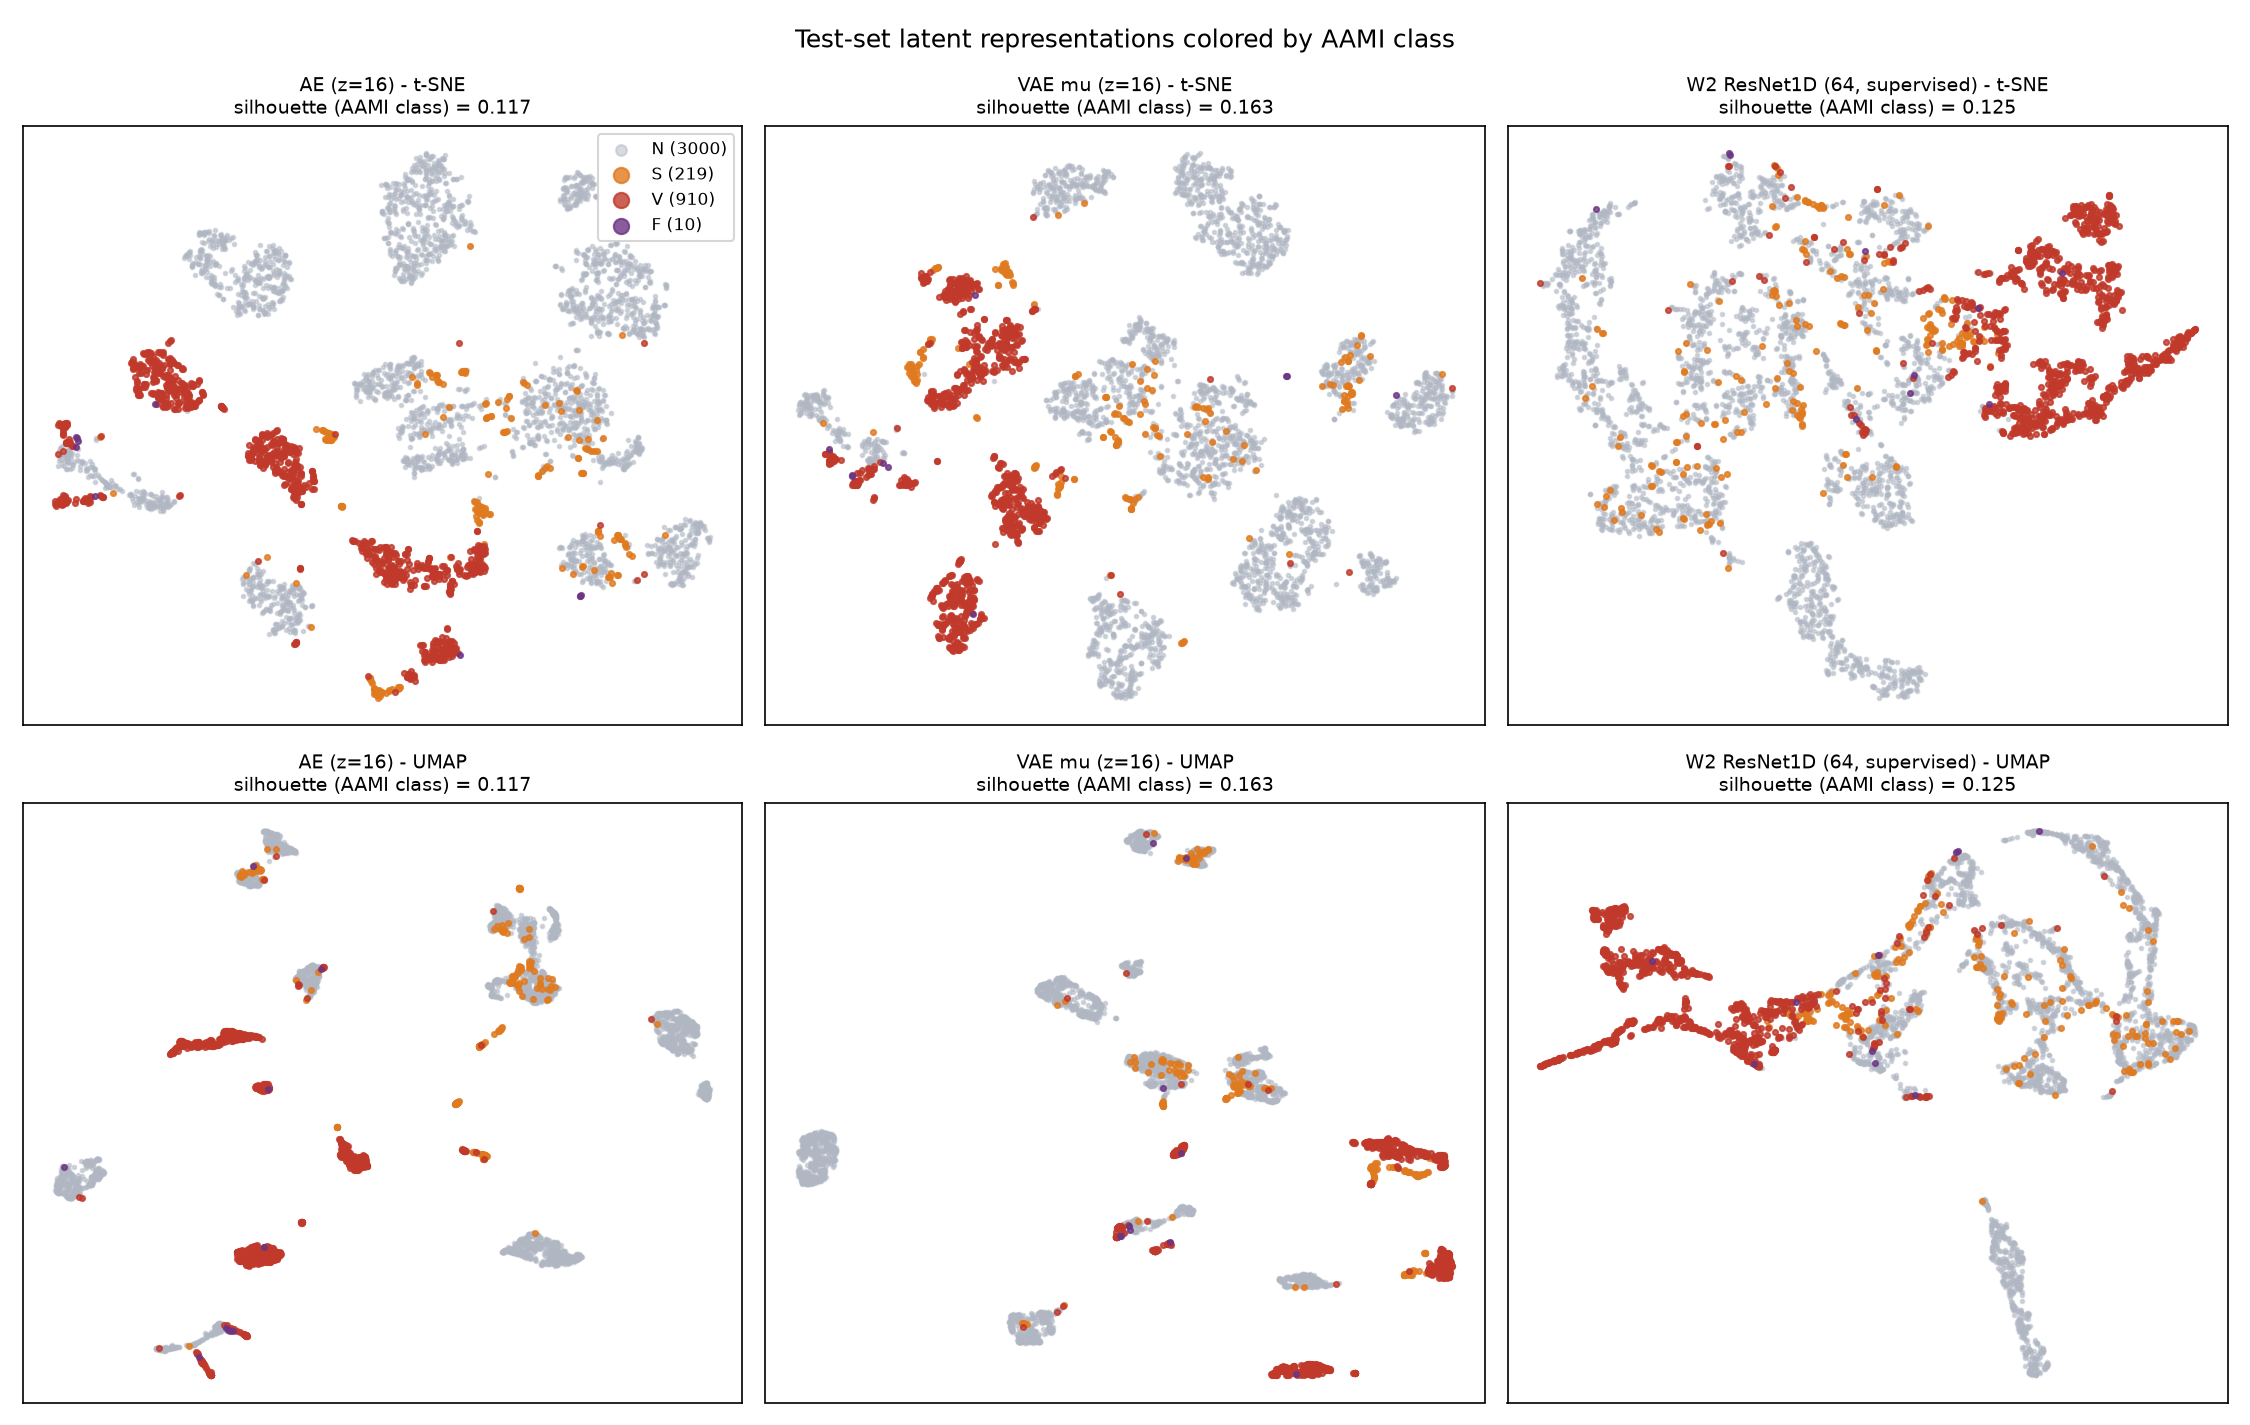 Test-set latent representations colored by AAMI class
AE (z=16) - t-SNE
silhouette (AAMI class) = 0.117
VAE mu (z=16) - t-SNE
silhouette (AAMI class) = 0.163
W2 ResNet1D (64, supervised) - t-SNE
silhouette (AAMI class) = 0.125
N (3000)
S (219)
V (910)
F (10)
AE (z=16) - UMAP
silhouette (AAMI class) = 0.117
VAE mu (z=16) - UMAP
silhouette (AAMI class) = 0.163
W2 ResNet1D (64, supervised) - UMAP
silhouette (AAMI class) = 0.125